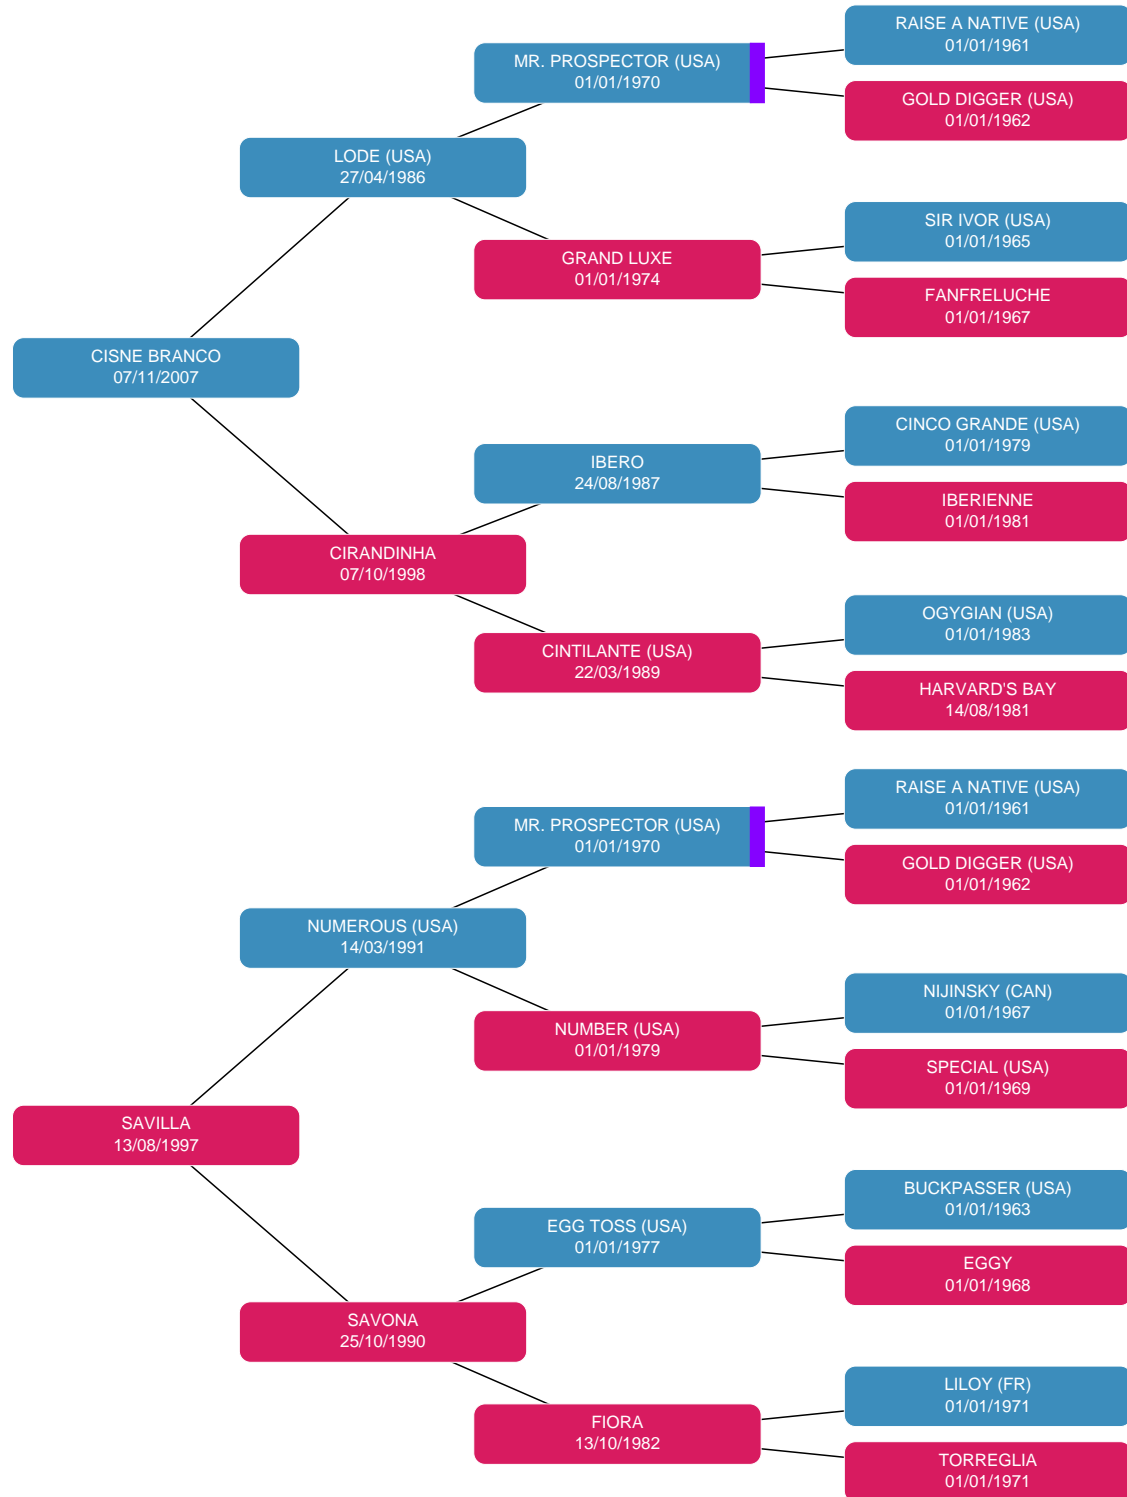 RAISE A NATIVE (USA)
01/01/1961
MR. PROSPECTOR (USA)
01/01/1970
GOLD DIGGER (USA)
01/01/1962
LODE (USA)
27/04/1986
SIR IVOR (USA)
01/01/1965
GRAND LUXE
01/01/1974
FANFRELUCHE
01/01/1967
CISNE BRANCO
07/11/2007
CINCO GRANDE (USA)
01/01/1979
IBERO
24/08/1987
IBERIENNE
01/01/1981
CIRANDINHA
07/10/1998
OGYGIAN (USA)
01/01/1983
CINTILANTE (USA)
22/03/1989
HARVARD'S BAY
14/08/1981
RAISE A NATIVE (USA)
01/01/1961
MR. PROSPECTOR (USA)
01/01/1970
GOLD DIGGER (USA)
01/01/1962
NUMEROUS (USA)
14/03/1991
NIJINSKY (CAN)
01/01/1967
NUMBER (USA)
01/01/1979
SPECIAL (USA)
01/01/1969
SAVILLA
13/08/1997
BUCKPASSER (USA)
01/01/1963
EGG TOSS (USA)
01/01/1977
EGGY
01/01/1968
SAVONA
25/10/1990
LILOY (FR)
01/01/1971
FIORA
13/10/1982
TORREGLIA
01/01/1971